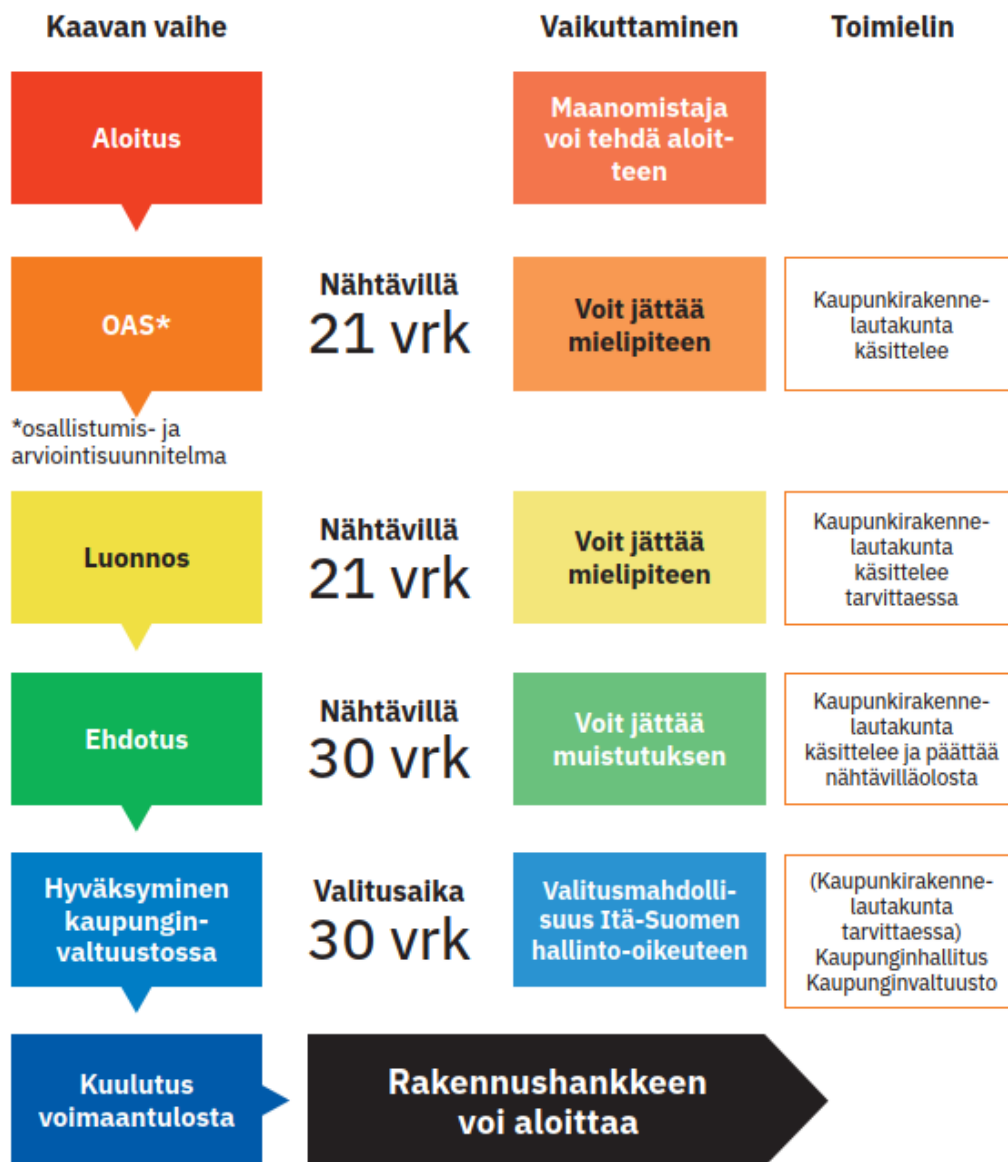 Kaavan vaihe
Vaikuttaminen
Toimielin
Aloitus
Maanomistaja
voi tehdä aloit-
teen
OAS*
Nähtävillä
21 vrk
Voit jättää
mielipiteen
Kaupunkirakenne-
lautakunta
käsittelee
*osallistumis- ja
arviointisuunnitelma
Luonnos
Nähtävillä
21 vrk
Voit jättää
mielipiteen
Kaupunkirakenne-
lautakunta
käsittelee
tarvittaessa
Ehdotus
Nähtävillä
30 vrk
Voit jättää
muistutuksen
Kaupunkirakenne-
lautakunta
käsittelee ja päättää
nähtävilläolosta
Hyväksyminen
kaupungin-
valtuustossa
Valitusaika
30 vrk
Valitusmahdolli-
suus Itä-Suomen
hallinto-oikeuteen
(Kaupunkirakenne-
lautakunta
tarvittaessa)
Kaupunginhallitus
Kaupunginvaltuusto
Kuulutus
voimaantulosta
Rakennushankkeen
voi aloittaa